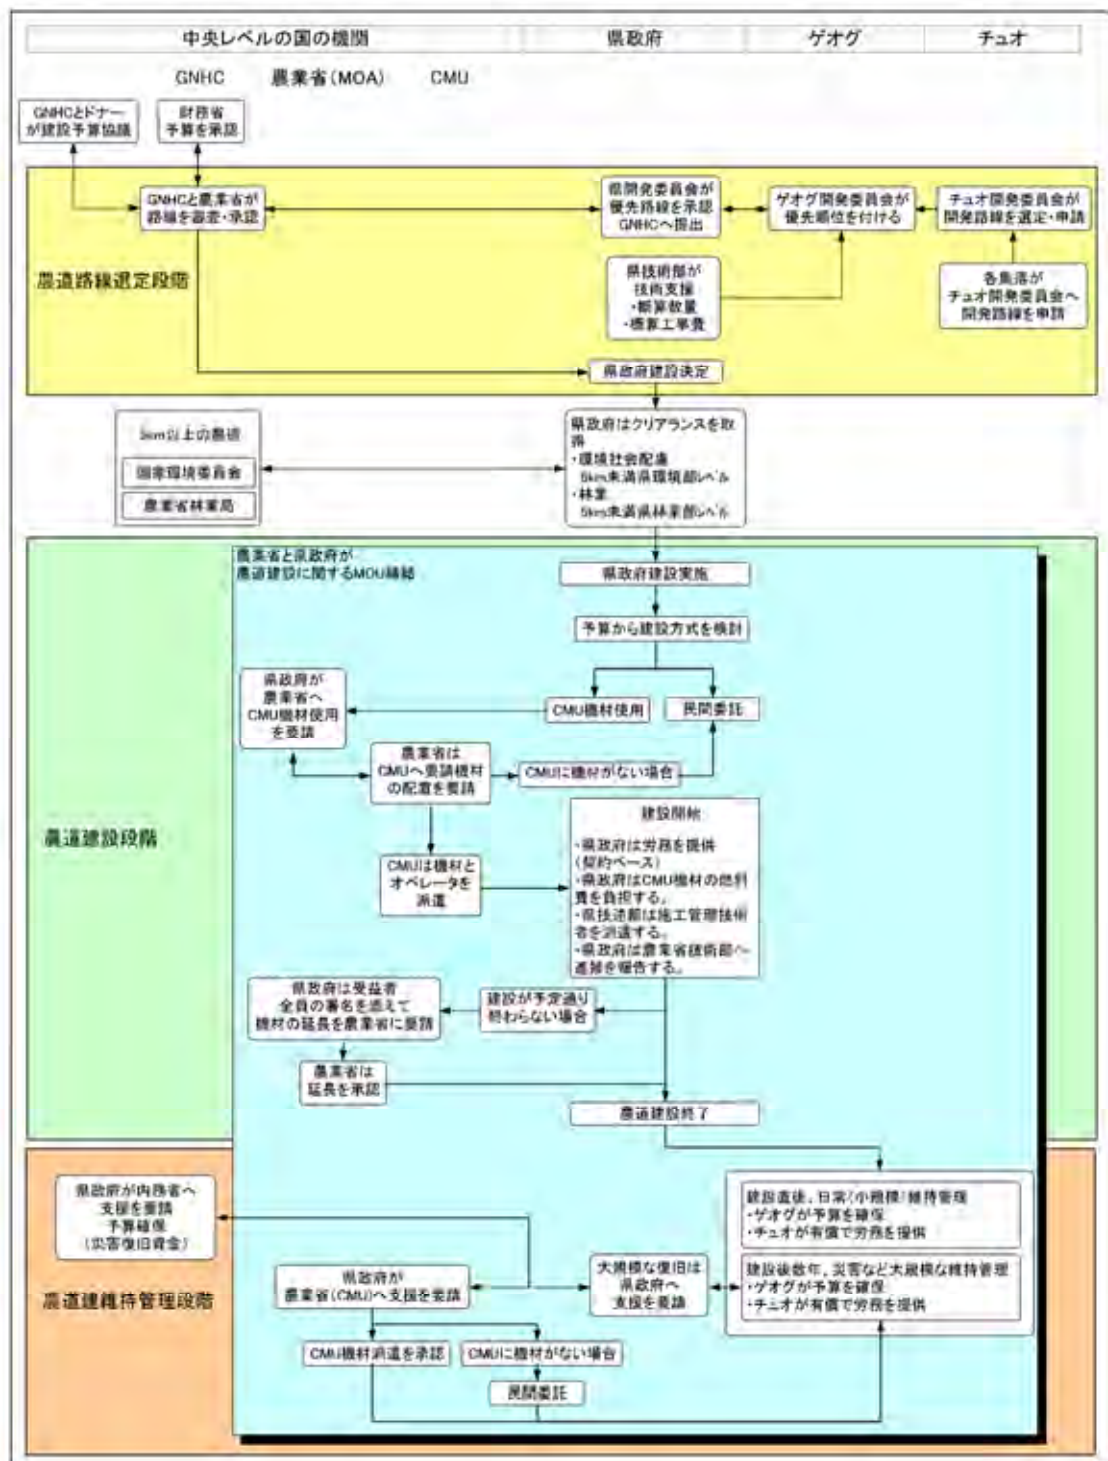 中央レベルの国の機関
県政府
ゲオグ
チュオ
GNHC
農業省(MOA)
CMU
GNHCとドナー
が建設予算協議
財務省
予算を承認
GNHCと農業省が
路線を審査・承認
県開発委員会が
優先路線を承認
GNHCへ提出
ゲオグ開発委員会が
優先順位を付ける
チュオ開発委員会が
開発路線を選定・申請
農道路線選定段階
県技術部が
技術支援
・概算数量
・概算工事費
各集落が
チュオ開発委員会へ
開発路線を申請
県政府建設決定
5km以上の農道
国家環境委員会
農業省林業局
県政府はクリアランスを取
得
・環境社会配慮
5km未満県環境部レベル
・林業
5km未満県林業部レベル
農業省と県政府が
農道建設に関するMOU締結
県政府建設実施
予算から建設方式を検討
県政府が
農業省へ
CMU機材使用
を要請
CMU機材使用
民間委託
農業省は
CMUへ要請機材
の配置を要請
CMUに機材がない場合
農道建設段階
CMUは機材と
オペレータを
派遣
建設開始
・県政府は労務を提供
(契約ベース)
・県政府はCMU機材の燃料
費を負担する。
・県技術部は施工管理技術
者を派遣する。
・県政府は農業省技術部へ
進捗を報告する。
県政府は受益者
全員の署名を添えて
機材の延長を農業省に要請
建設が予定通り
終わらない場合
農業省は
延長を承認
農道建設終了
県政府が内務省へ
支援を要請
予算確保
(災害復旧資金)
建設直後、日常(小規模)維持管理
・ゲオグが予算を確保
・チュオが有償で労務を提供
建設後数年、災害など大規模な維持管理
・ゲオグが予算を確保
・チュオが有償で労務を提供
農道建維持管理段階
県政府が
農業省(CMU)へ支援を要請
大規模な復旧は
県政府へ
支援を要請
CMU機材派遣を承認
CMUに機材がない場合
民間委託